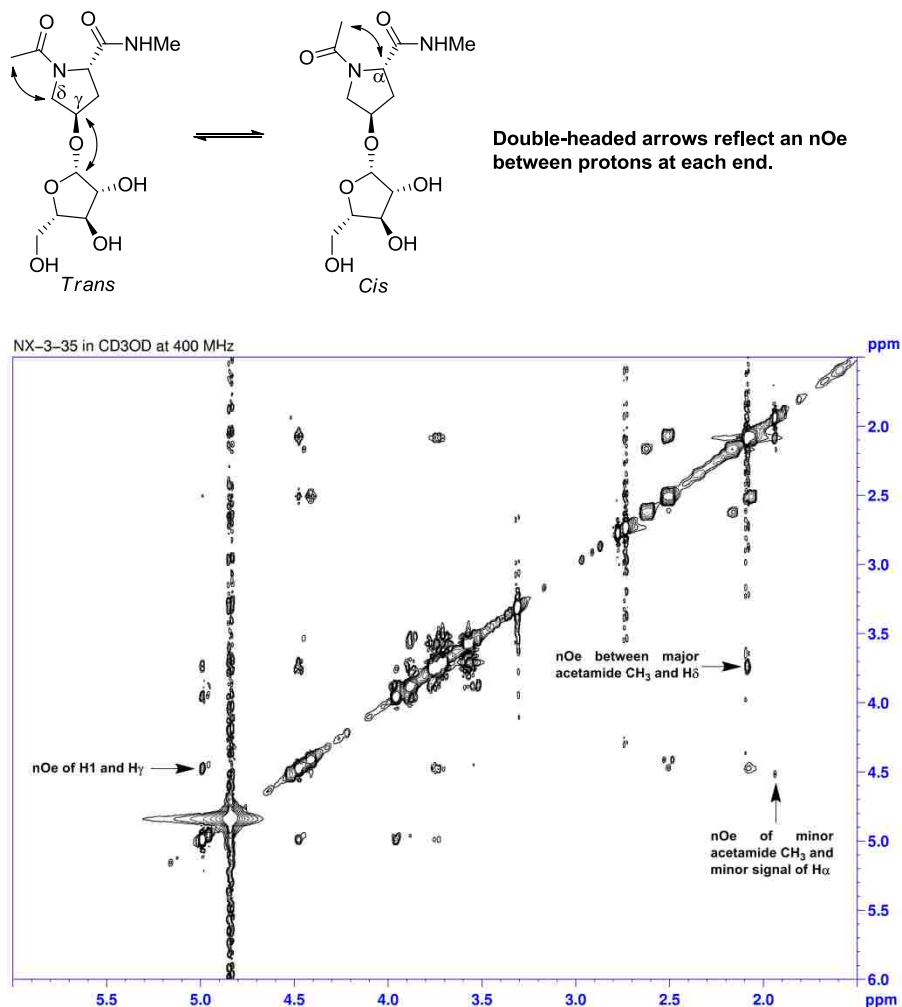 O
NHMe
O
N
δ
γ
O
O
OH
OH
OH
Trans
O
O
NHMe
N
α
O
O
OH
OH
OH
Cis
Double-headed arrows reflect an nOe
between protons at each end.
NX-3-35 in CD3OD at 400 MHz
ppm
2.0
2.5
3.0
3.5
4.0
4.5
5.0
5.5
6.0
nOe between major
acetamide CH3 and Hδ
nOe of H1 and Hγ
nOe of minor
acetamide CH3 and
minor signal of Hα
5.5 5.0 4.5 4.0 3.5 3.0 2.5 2.0 ppm